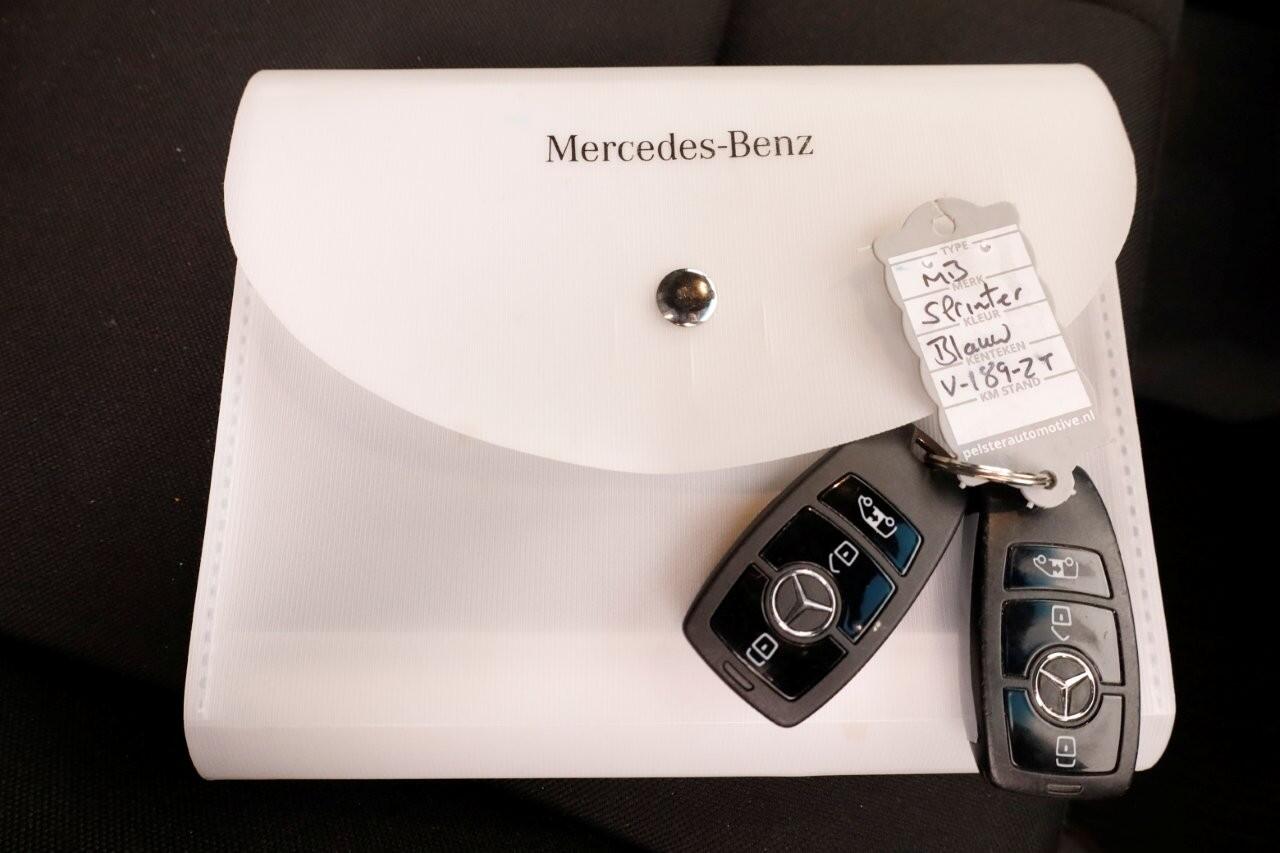 Mercedes-Benz
TYPE
MB
MERK
Sprinter
KLEUR
Blauw
KENTEKEN
V-189-ZT
KM STAND
pelsterautomotive.nl